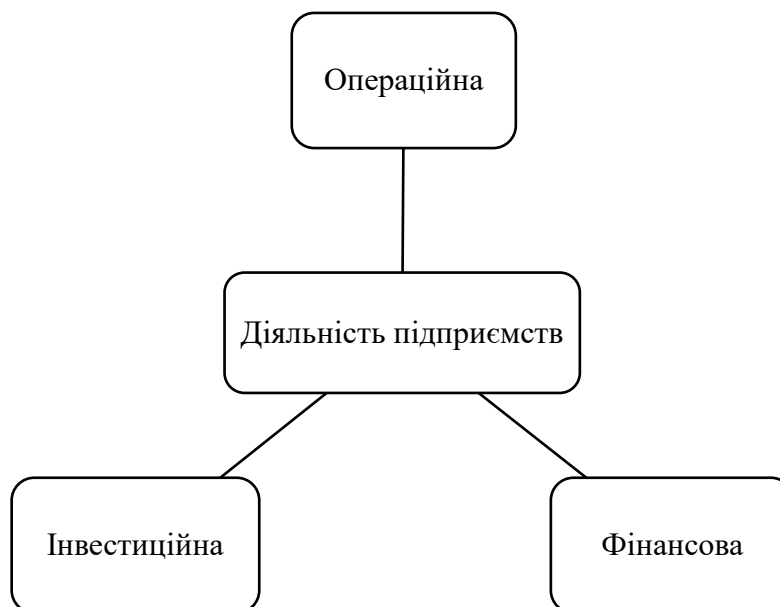 Операційна
Діяльність підприємств
Інвестиційна
Фінансова